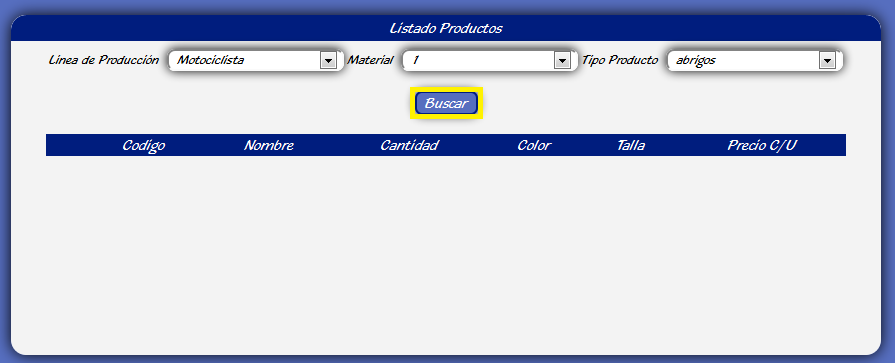 Listado Productos
Linea de Producción Motociclista Material 1 Tipo Producto abrigos
Buscar
Codigo Nombre Cantidad Color Talla Precio C/U